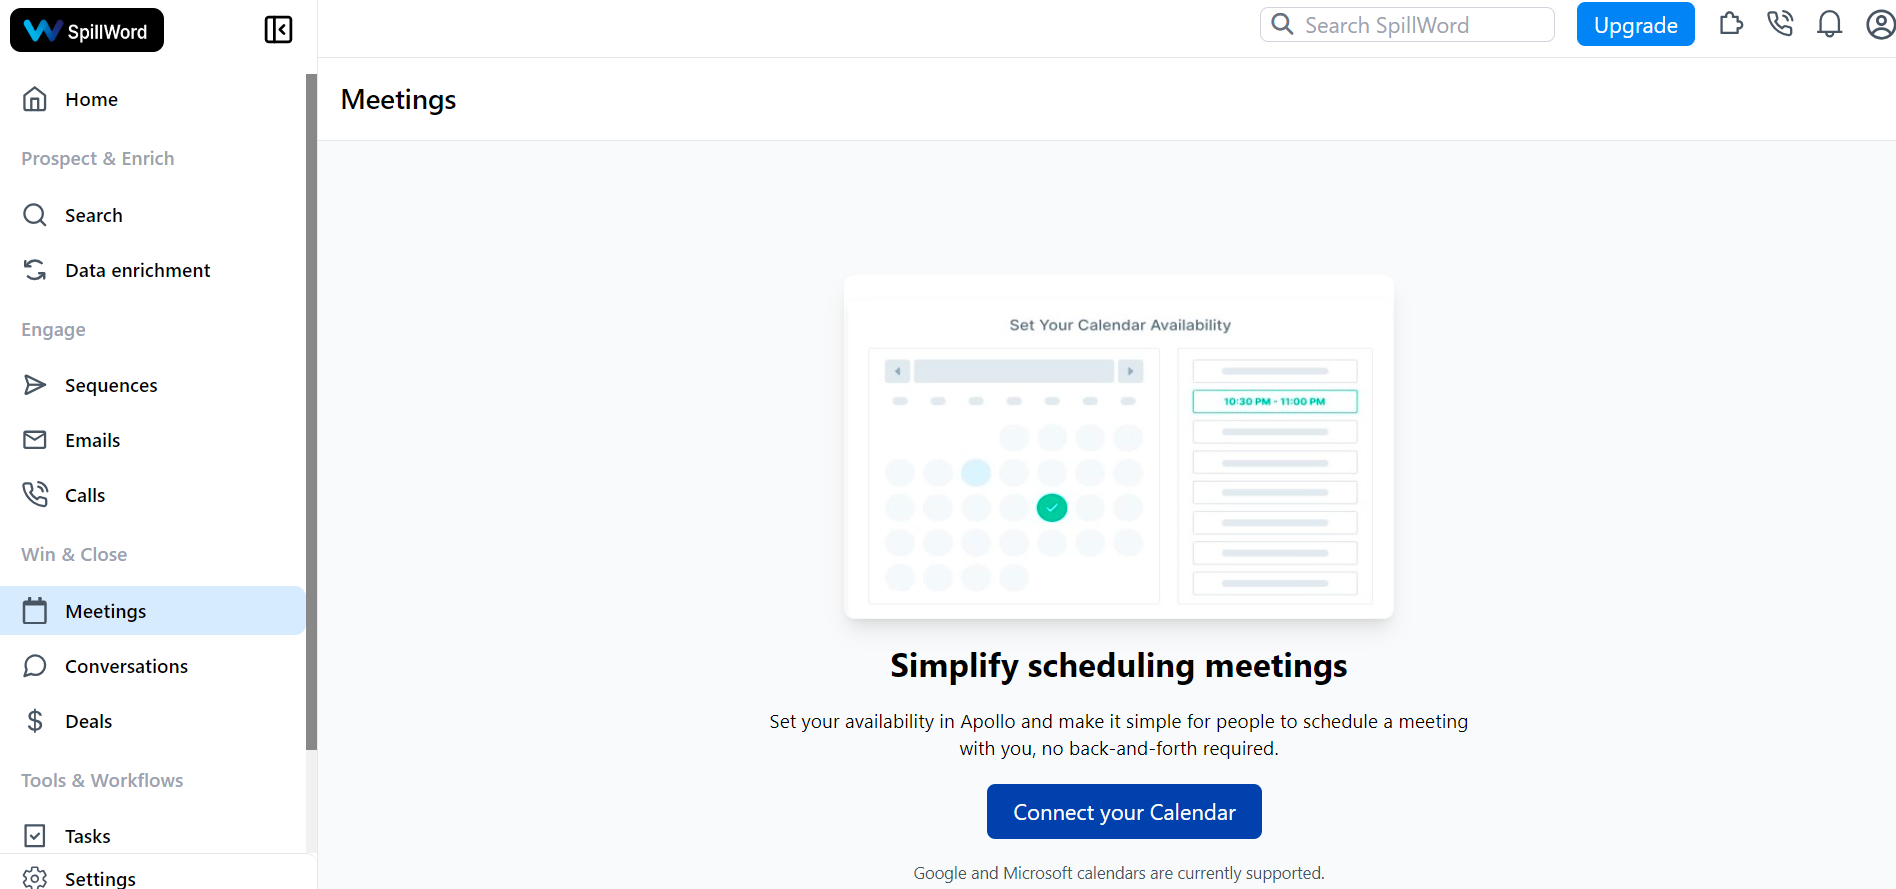 SpillWord
Search SpillWord
Upgrade
Home
Prospect & Enrich
Search
Data enrichment
Engage
Sequences
Emails
Calls
Win & Close
Meetings
Conversations
Deals
Tools & Workflows
Tasks
Settings
Meetings
Set Your Calendar Availability
10:30 PM - 11:00 PM
Simplify scheduling meetings
Set your availability in Apollo and make it simple for people to schedule a meeting
with you, no back-and-forth required.
Connect your Calendar
Google and Microsoft calendars are currently supported.